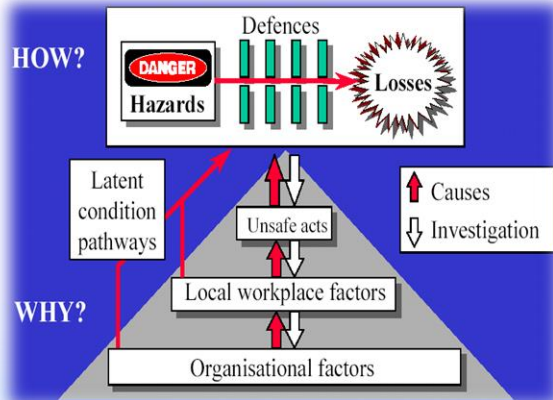 Defences
HOW?
DANGER
Hazards
Losses
Latent
condition
pathways
Causes
Investigation
Unsafe acts
WHY?
Local workplace factors
Organisational factors